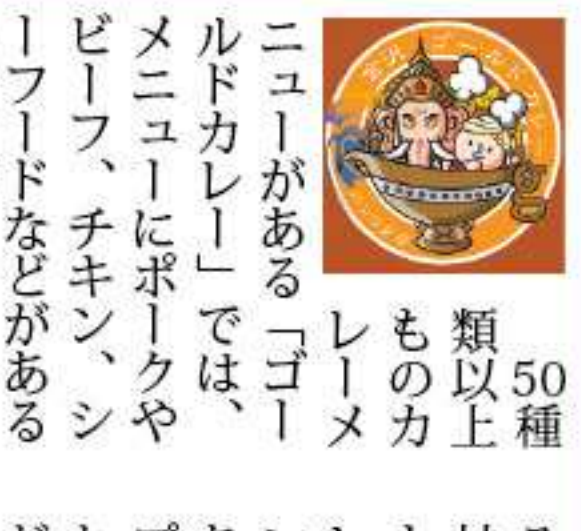 50種
類以上
ものカ
レーメ
ニューがある「ゴー
ルドカレー」では、
メニューにポークや
ビーフ、チキン、シ
ーフードなどがある